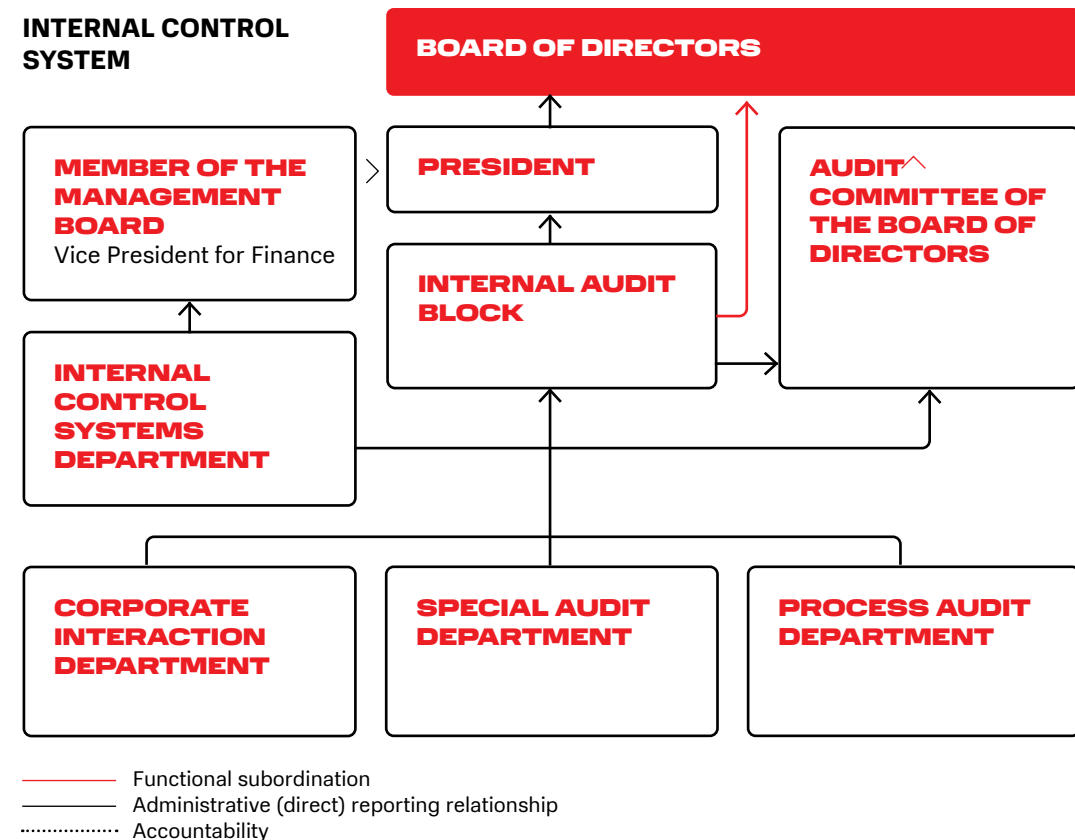 INTERNAL CONTROL
SYSTEM
BOARD OF DIRECTORS
MEMBER OF THE
MANAGEMENT
BOARD
Vice President for Finance
PRESIDENT
AUDIT
COMMITTEE OF
THE BOARD OF
DIRECTORS
INTERNAL AUDIT
BLOCK
INTERNAL
CONTROL
SYSTEMS
DEPARTMENT
CORPORATE
INTERACTION
DEPARTMENT
SPECIAL AUDIT
DEPARTMENT
PROCESS AUDIT
DEPARTMENT
Functional subordination
Administrative (direct) reporting relationship
Accountability